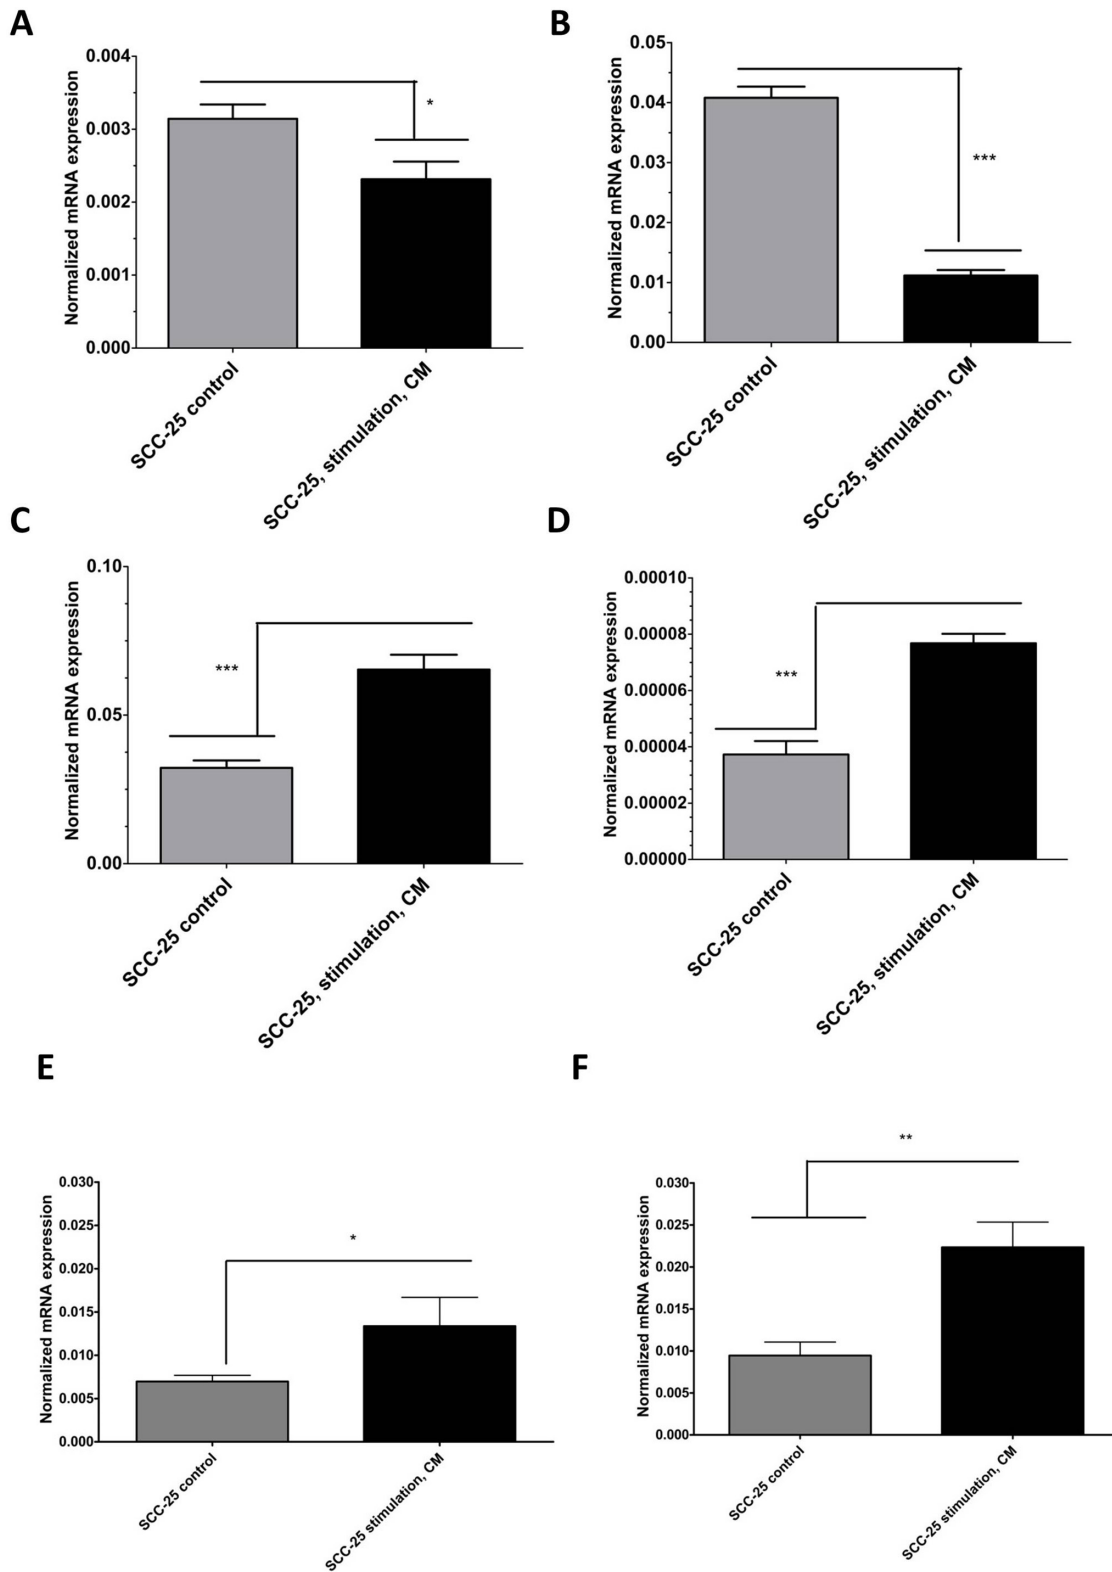 A
Normalized mRNA expression
0.004
0.003
0.002
0.001
0.000
*
SCC-25 control
SCC-25, stimulation, CM
B
Normalized mRNA expression
0.05
0.04
0.03
0.02
0.01
0.00
***
SCC-25 control
SCC-25, stimulation, CM
C
Normalized mRNA expression
0.10
0.05
0.00
***
SCC-25 control
SCC-25, stimulation, CM
D
Normalized mRNA expression
0.00010
0.00008
0.00006
0.00004
0.00002
0.00000
***
SCC-25 control
SCC-25, stimulation, CM
E
Normalized mRNA expression
0.030
0.025
0.020
0.015
0.010
0.005
0.000
*
SCC-25 control
SCC-25 stimulation, CM
F
Normalized mRNA expression
0.030
0.025
0.020
0.015
0.010
0.005
0.000
**
SCC-25 control
SCC-25 stimulation, CM